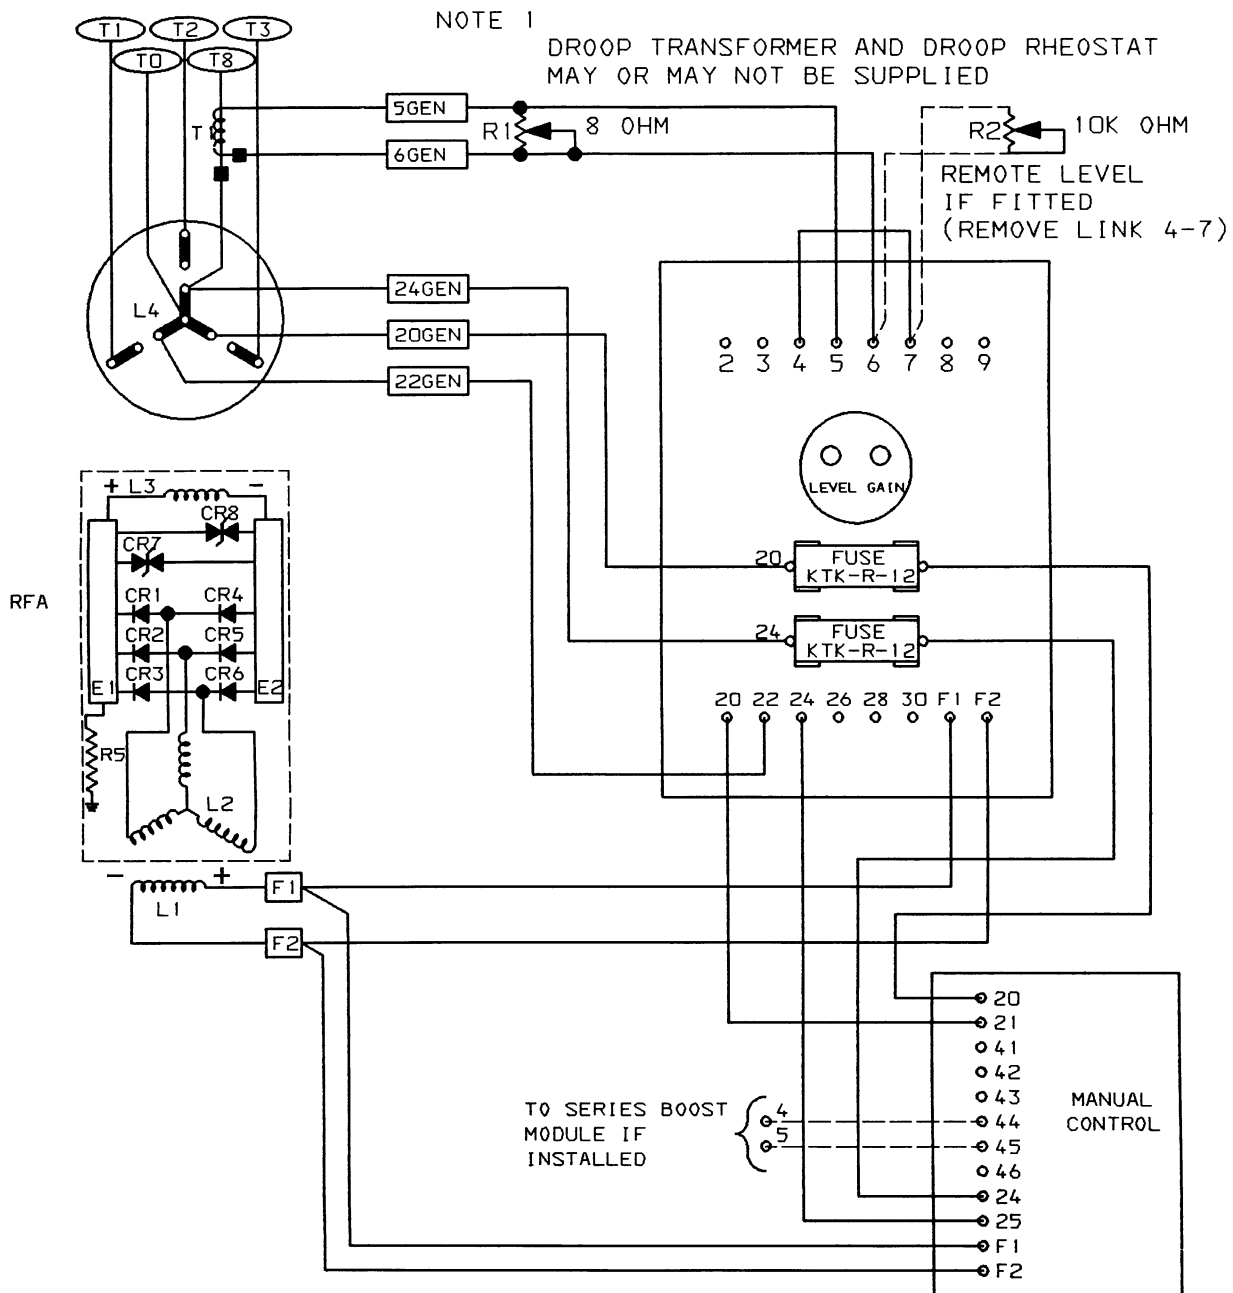 NOTE 1
T1 T2 T3
T0 T8
DROOP TRANSFORMER AND DROOP RHEOSTAT
MAY OR MAY NOT BE SUPPLIED
5GEN
R1 8 OHM
R2 10K OHM
T1
6GEN
REMOTE LEVEL
IF FITTED
(REMOVE LINK 4-7)
24GEN
L4
20GEN
22GEN
2 3 4 5 6 7 8 9
LEVEL GAIN
+ L3 -
CR8
CR7
20 FUSE
KTK-R-12
CR1 CR4
RFA
24 FUSE
KTK-R-12
CR2 CR5
CR3 CR6
E1 E2
20 22 24 26 28 30 F1 F2
R5
L2
- +
F1
L1
F2
20
21
41
42
43
44
45
46
24
25
F1
F2
MANUAL
CONTROL
TO SERIES BOOST
MODULE IF
INSTALLED
4
5